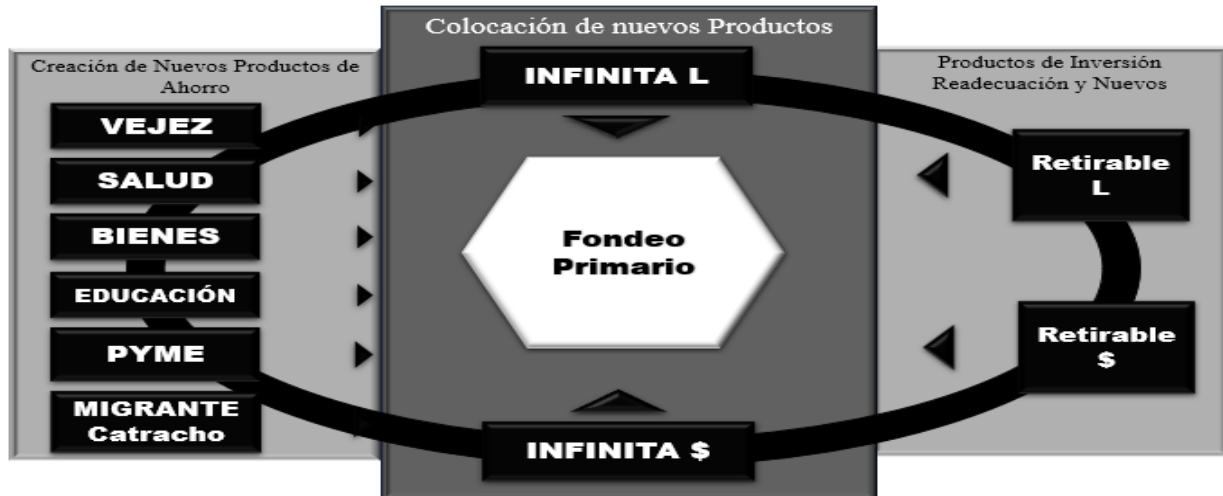 Colocación de nuevos Productos
Creación de Nuevos Productos de
Ahorro
VEJEZ
SALUD
BIENES
EDUCACIÓN
PYME
MIGRANTE
Catracho
INFINITA L
Fondeo
Primario
INFINITA $
Productos de Inversión
Readecuación y Nuevos
Retirable
L
Retirable
$